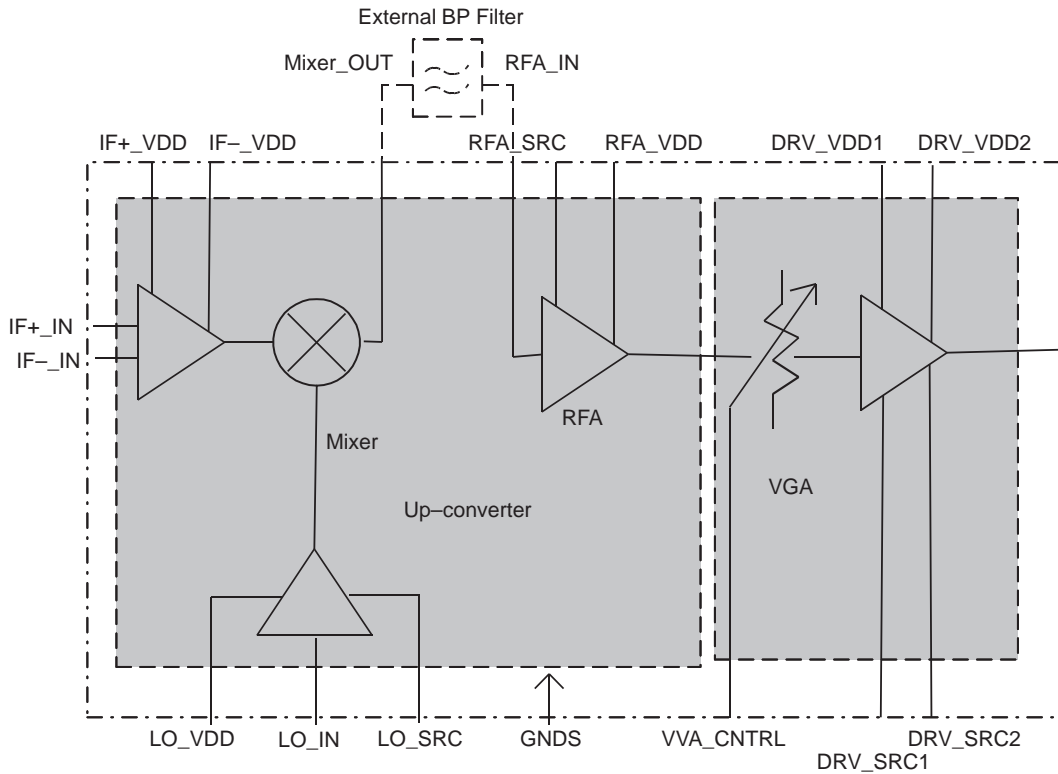 External BP Filter
Mixer_OUT
RFA_IN
IF+_VDD
IF–_VDD
RFA_SRC
RFA_VDD
DRV_VDD1
DRV_VDD2
IF+_IN
IF–_IN
RFA
Mixer
VGA
Up–converter
LO_VDD
LO_IN
LO_SRC
GNDS
VVA_CNTRL
DRV_SRC1
DRV_SRC2